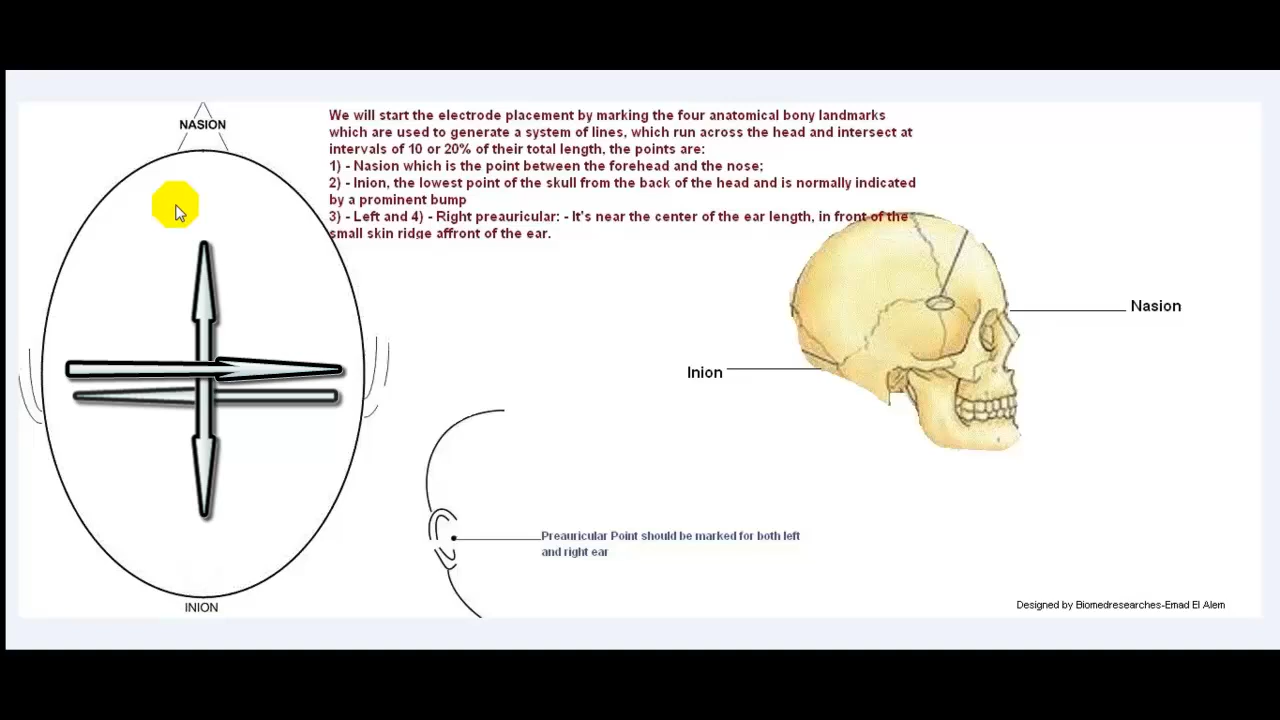 NASION
We will start the electrode placement by marking the four anatomical bony landmarks
which are used to generate a system of lines, which run across the head and intersect at
intervals of 10 or 20% of their total length, the points are:
1) - Nasion which is the point between the forehead and the nose;
2) - Inion, the lowest point of the skull from the back of the head and is normally indicated
by a prominent bump
3) - Left and 4) - Right preauricular: - It's near the center of the ear length, in front of the
small skin ridge affront of the ear.
Nasion
Inion
Preauricular Point should be marked for both left
and right ear
INION
Designed by Biomedresearches-Emad El Alem